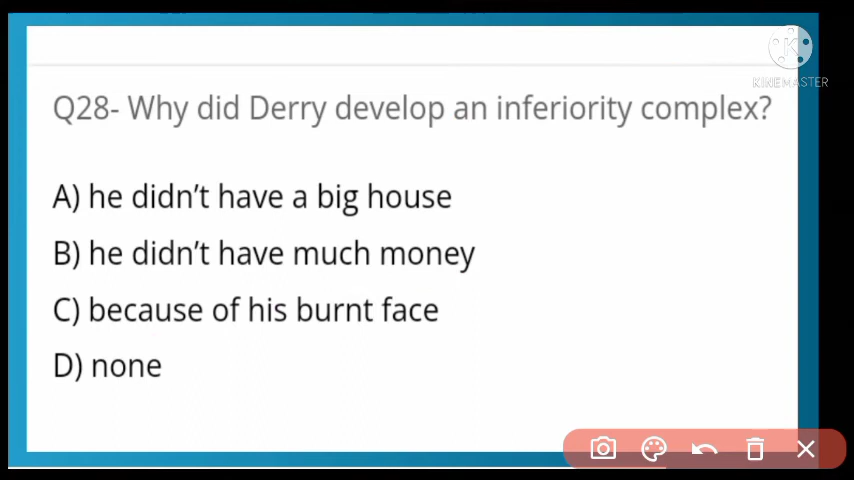 KINEMASTER
Q28- Why did Derry develop an inferiority complex?
A) he didn't have a big house
B) he didn't have much money
C) because of his burnt face
D) none